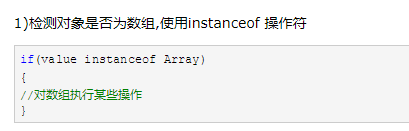 1)检测对象是否为数组,使用instanceof 操作符
if(value instanceof Array)
{
//对数组执行某些操作
}